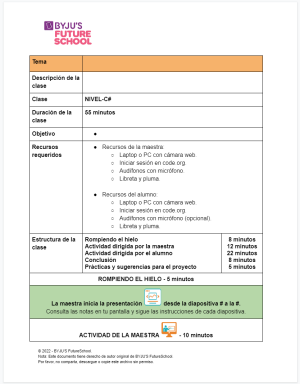 BYJU'S
FUTURE
SCHOOL
Tema
Descripción de la
clase
Clase
NIVEL-C#
Duración de la
clase
55 minutos
Objetivo
●
Recursos
requeridos
● Recursos de la maestra:
○ Laptop o PC con cámara web.
○ Iniciar sesión en code.org
○ Audífonos con micrófono.
○ Libreta y pluma.
● Recursos del alumno:
○ Laptop o PC con cámara web.
○ Iniciar sesión en code.org
○ Audífonos con micrófono (opcional)
○ Libreta y pluma.
Estructura de la
clase
Rompiendo el hielo 8 minutos
Actividad dirigida por la maestra 12 minutos
Actividad dirigida por el alumno 22 minutos
Conclusión 8 minutos
Prácticas y sugerencias para el proyecto 5 minutos
ROMPIENDO EL HIELO - 5 minutos
La maestra inicia la presentación desde la diapositiva # a la #.
Consulta las notas en tu pantalla y sigue las instrucciones de cada diapositiva.
ACTIVIDAD DE LA MAESTRA - 10 minutos
© 2022 - BYJU'S FutureSchool.
Nota: Este documento tiene derecho de autor original de BYJU'S FutureSchool.
Por favor, no comparta, descargue o copie este archivo sin permiso.